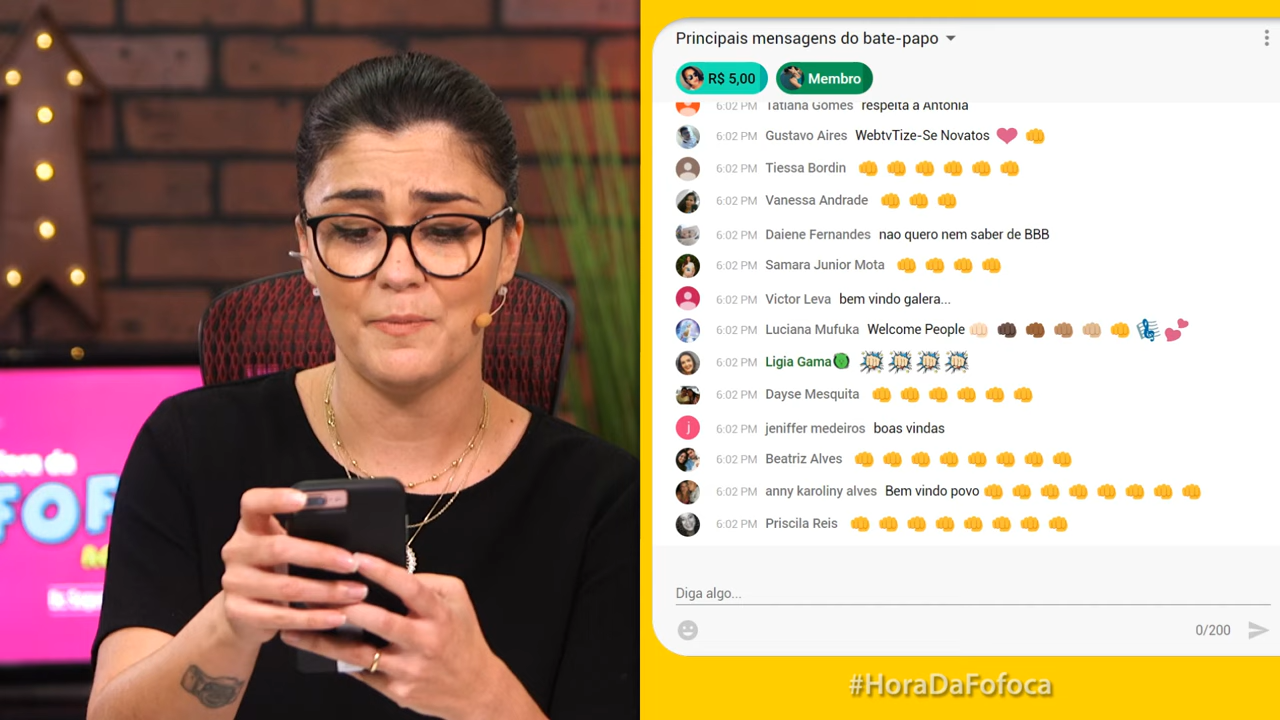 Hora da
FOF
Principais mensagens do bate-papo
R$ 5,00
Membro
6:02 PM Tatiana Gomes respeita a Antonia
6:02 PM Gustavo Aires WebtvTize-Se Novatos
6:02 PM Tiessa Bordin
6:02 PM Vanessa Andrade
6:02 PM Daiene Fernandes nao quero nem saber de BBB
6:02 PM Samara Junior Mota
6:02 PM Victor Leva bem vindo galera...
6:02 PM Luciana Mufuka Welcome People
6:02 PM Ligia Gama
6:02 PM Dayse Mesquita
j 6:02 PM jeniffer medeiros boas vindas
6:02 PM Beatriz Alves
6:02 PM anny karoliny alves Bem vindo povo
6:02 PM Priscila Reis
Diga algo...
0/200
#HoraDaFofoca